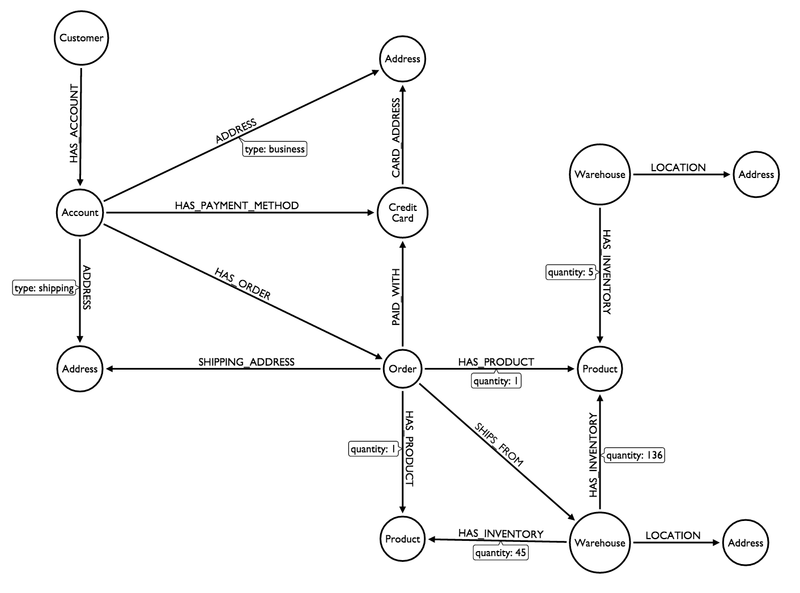 Customer
Address
HAS_ACCOUNT
ADDRESS
type: business
CARD_ADDRESS
Warehouse
LOCATION
Address
Account
HAS_PAYMENT_METHOD
Credit
Card
HAS_INVENTORY
quantity: 5
ADDRESS
type: shipping
HAS_ORDER
PAID_WITH
Address
SHIPPING_ADDRESS
Order
HAS_PRODUCT
quantity: 1
Product
HAS_PRODUCT
quantity: 1
SHIPS_FROM
HAS_INVENTORY
quantity: 136
Product
HAS_INVENTORY
quantity: 45
Warehouse
LOCATION
Address